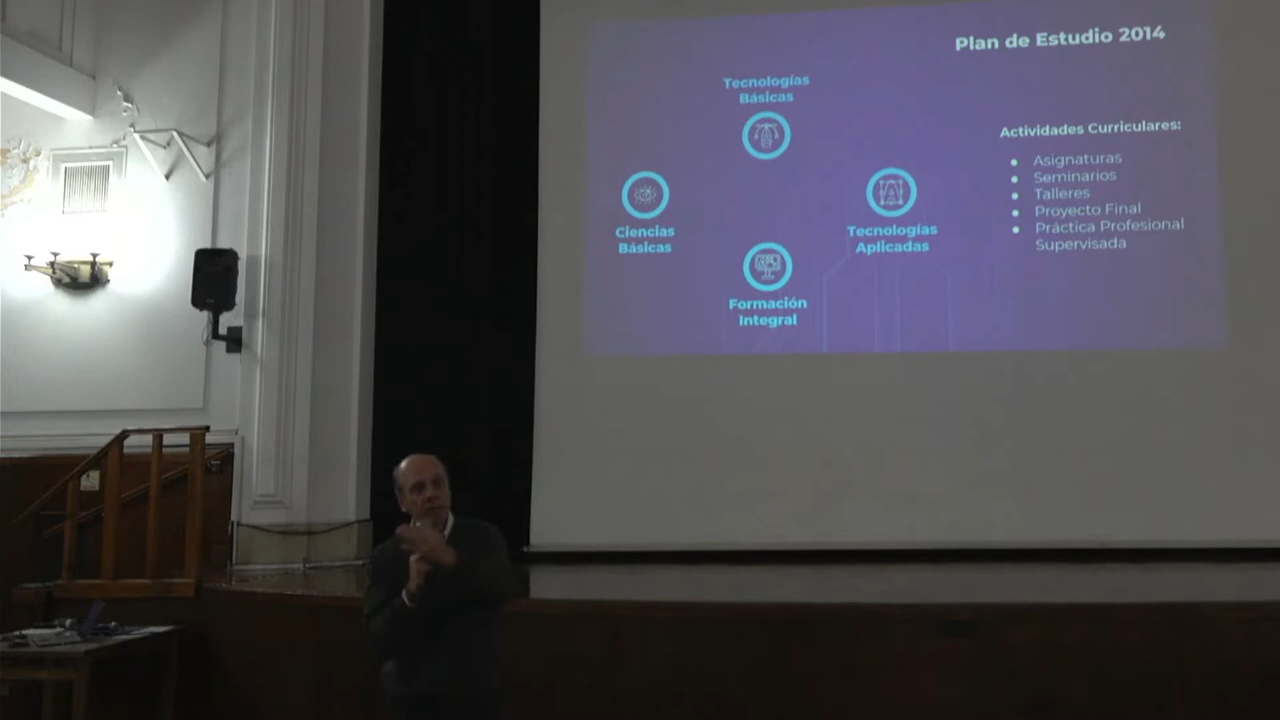 Plan de Estudio 2014
Tecnologías
Básicas
Ciencias
Básicas
Tecnologías
Aplicadas
Formación
Integral
Actividades Curriculares:
● Asignaturas
● Seminarios
● Talleres
● Proyecto Final
● Práctica Profesional
Supervisada